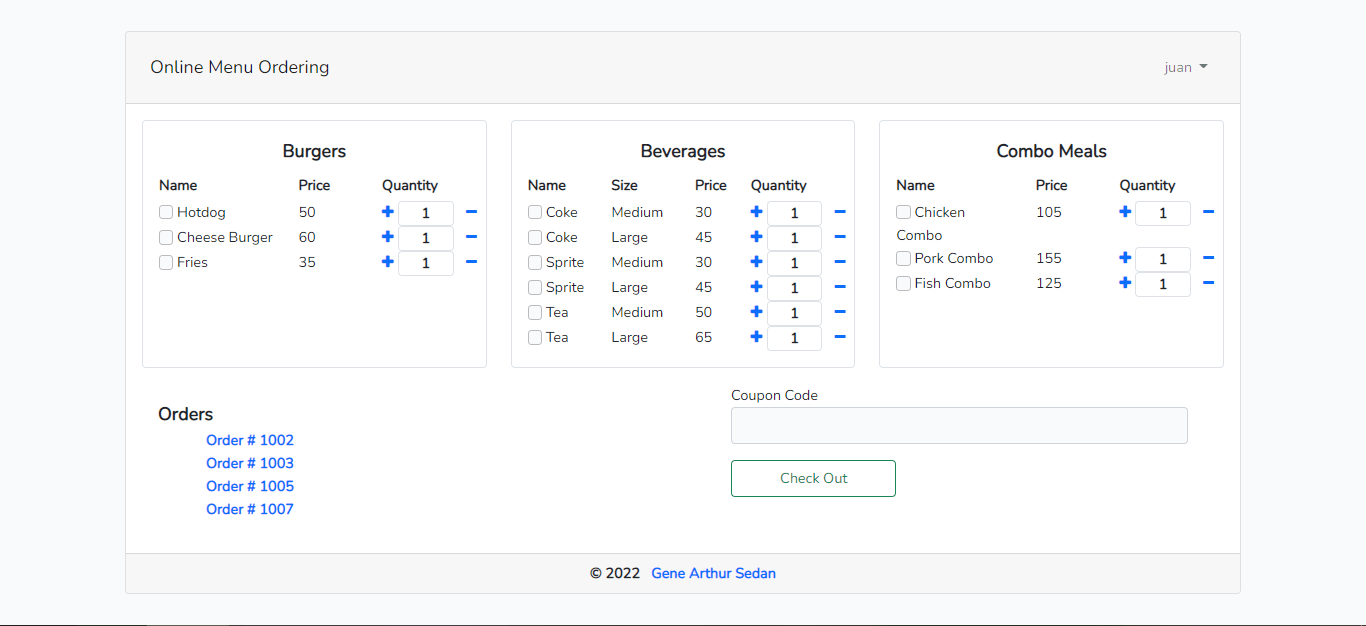 Online Menu Ordering
juan
Burgers
Name Price Quantity
Hotdog 50 1
Cheese Burger 60 1
Fries 35 1
Beverages
Name Size Price Quantity
Coke Medium 30 1
Coke Large 45 1
Sprite Medium 30 1
Sprite Large 45 1
Tea Medium 50 1
Tea Large 65 1
Combo Meals
Name Price Quantity
Chicken 105 1
Combo
Pork Combo 155 1
Fish Combo 125 1
Orders
Order # 1002
Order # 1003
Order # 1005
Order # 1007
Coupon Code
Check Out
© 2022 Gene Arthur Sedan